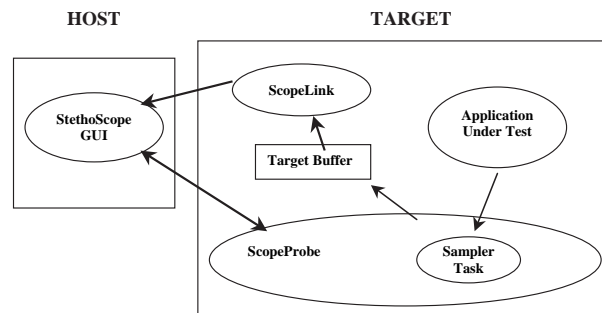 HOST
TARGET
StethoScope
GUI
ScopeLink
Application
Under Test
Target Buffer
ScopeProbe
Sampler
Task